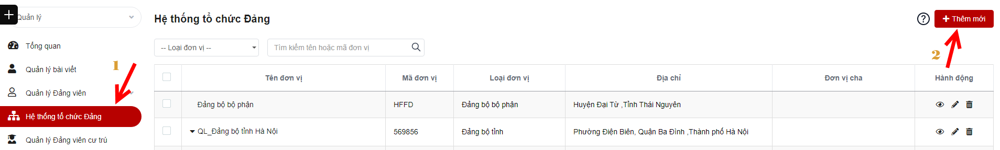 Quản lý
Tổng quan
Quản lý bài viết
Quản lý Đảng viên
Hệ thống tổ chức Đảng
Quản lý Đảng viên cư trú
1
Hệ thống tổ chức Đảng
? + Thêm mới
2
-- Loại đơn vị -- Tìm kiếm tên hoặc mã đơn vị
Tên đơn vị Mã đơn vị Loại đơn vị Địa chỉ Đơn vị cha Hành động
Đảng bộ bộ phận HFFD Đảng bộ bộ phận Huyện Đại Từ ,Tỉnh Thái Nguyên
QL_Đảng bộ tỉnh Hà Nội 569856 Đảng bộ tỉnh Phường Điện Biên, Quận Ba Đình ,Thành phố Hà Nội